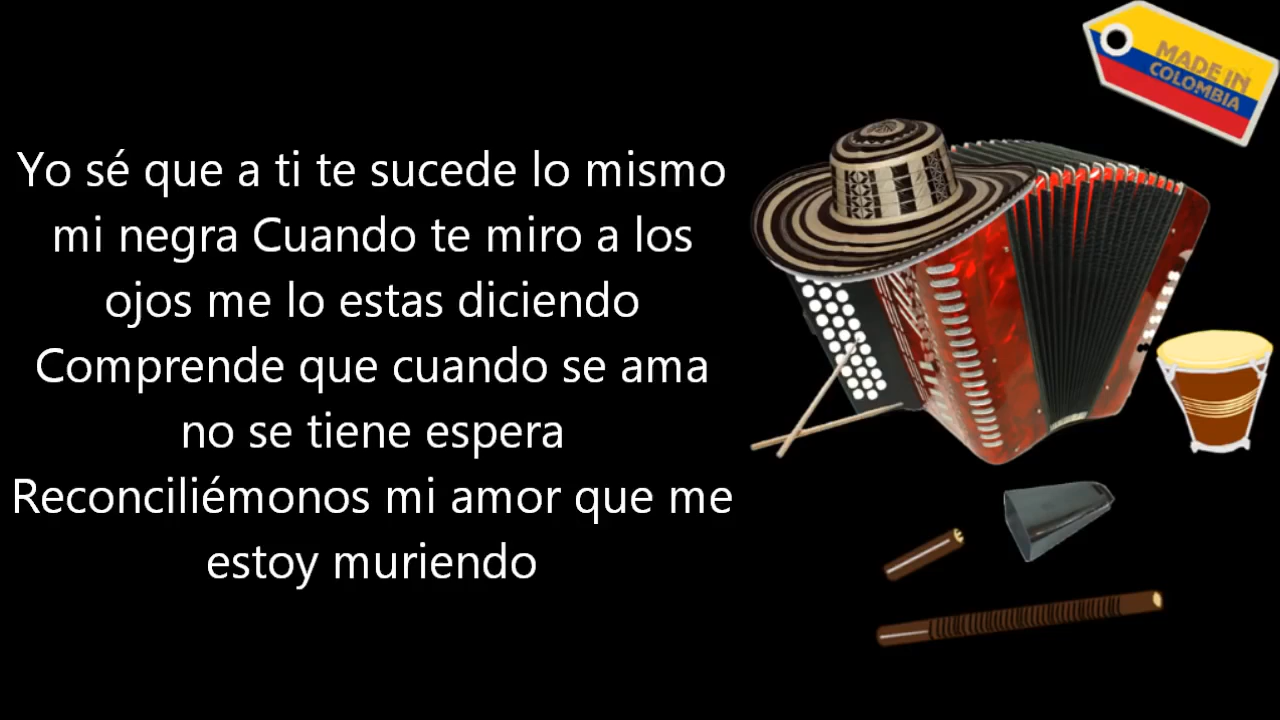 Yo sé que a ti te sucede lo mismo
mi negra Cuando te miro a los
ojos me lo estas diciendo
Comprende que cuando se ama
no se tiene espera
Reconciliémonos mi amor que me
estoy muriendo
MADE IN
COLOMBIA